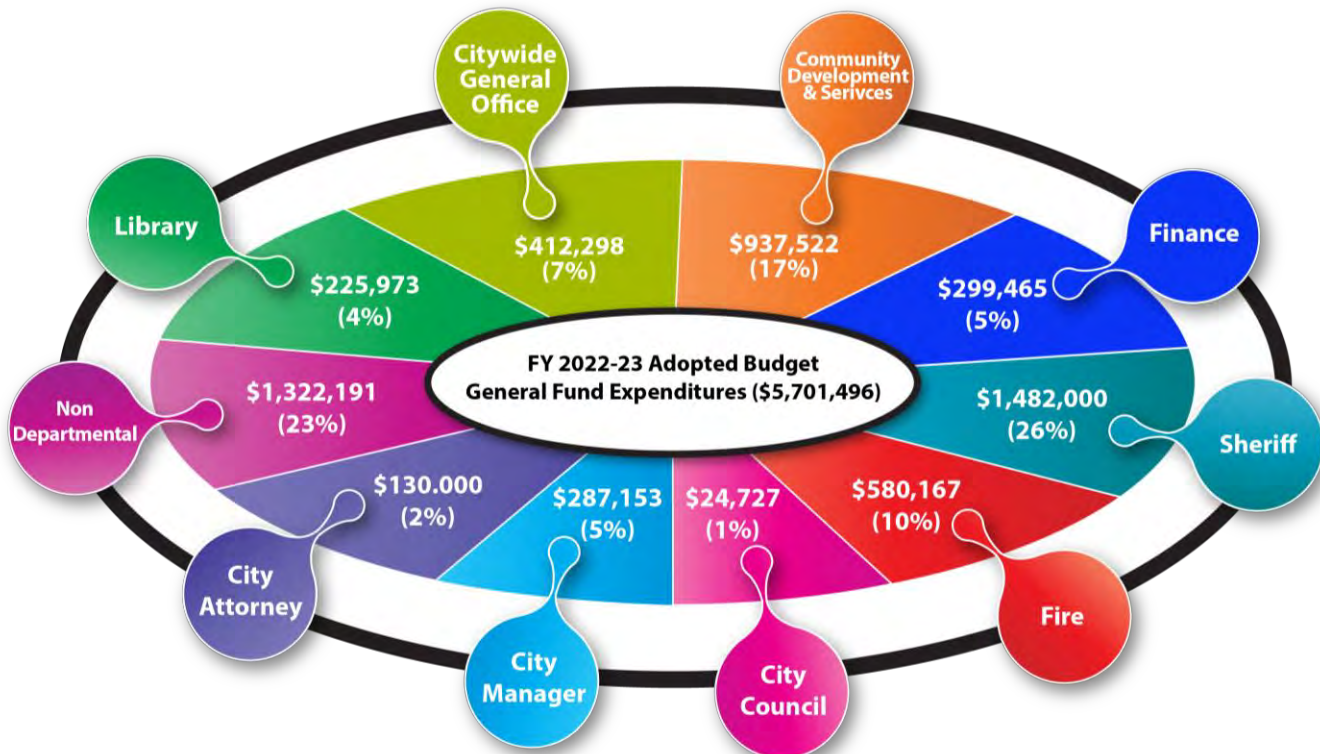 Citywide
General
Office
Community
Development
& Serivces
Library
Finance
$412,298
(7%)
$937,522
(17%)
$225,973
(4%)
$299,465
(5%)
FY 2022-23 Adopted Budget
General Fund Expenditures ($5,701,496)
Non
Departmental
$1,322,191
(23%)
$1,482,000
(26%)
Sheriff
$130.000
(2%)
$287,153
(5%)
$24,727
(1%)
$580,167
(10%)
City
Attorney
City
Manager
City
Council
Fire